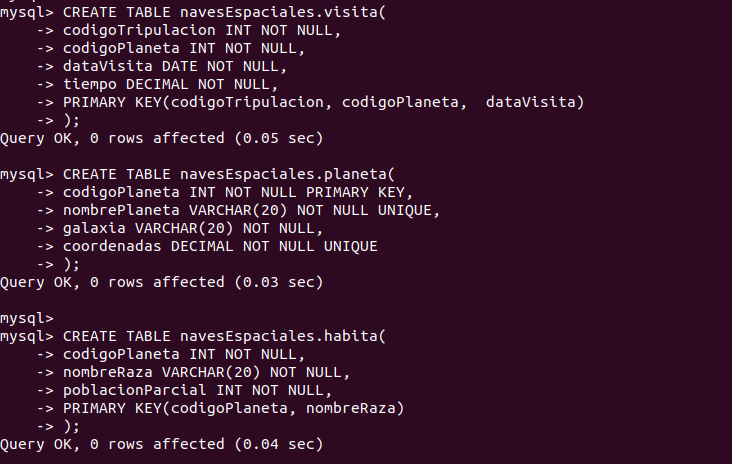 mysql> CREATE TABLE navesEspaciales.visita(
    -> codigoTripulacion INT NOT NULL,
    -> codigoPlaneta INT NOT NULL,
    -> dataVisita DATE NOT NULL,
    -> tiempo DECIMAL NOT NULL,
    -> PRIMARY KEY(codigoTripulacion, codigoPlaneta,  dataVisita)
    -> );
Query OK, 0 rows affected (0.05 sec)

mysql> CREATE TABLE navesEspaciales.planeta(
    -> codigoPlaneta INT NOT NULL PRIMARY KEY,
    -> nombrePlaneta VARCHAR(20) NOT NULL UNIQUE,
    -> galaxia VARCHAR(20) NOT NULL,
    -> coordenadas DECIMAL NOT NULL UNIQUE
    -> );
Query OK, 0 rows affected (0.03 sec)

mysql>
mysql> CREATE TABLE navesEspaciales.habita(
    -> codigoPlaneta INT NOT NULL,
    -> nombreRaza VARCHAR(20) NOT NULL,
    -> poblacionParcial INT NOT NULL,
    -> PRIMARY KEY(codigoPlaneta, nombreRaza)
    -> );
Query OK, 0 rows affected (0.04 sec)